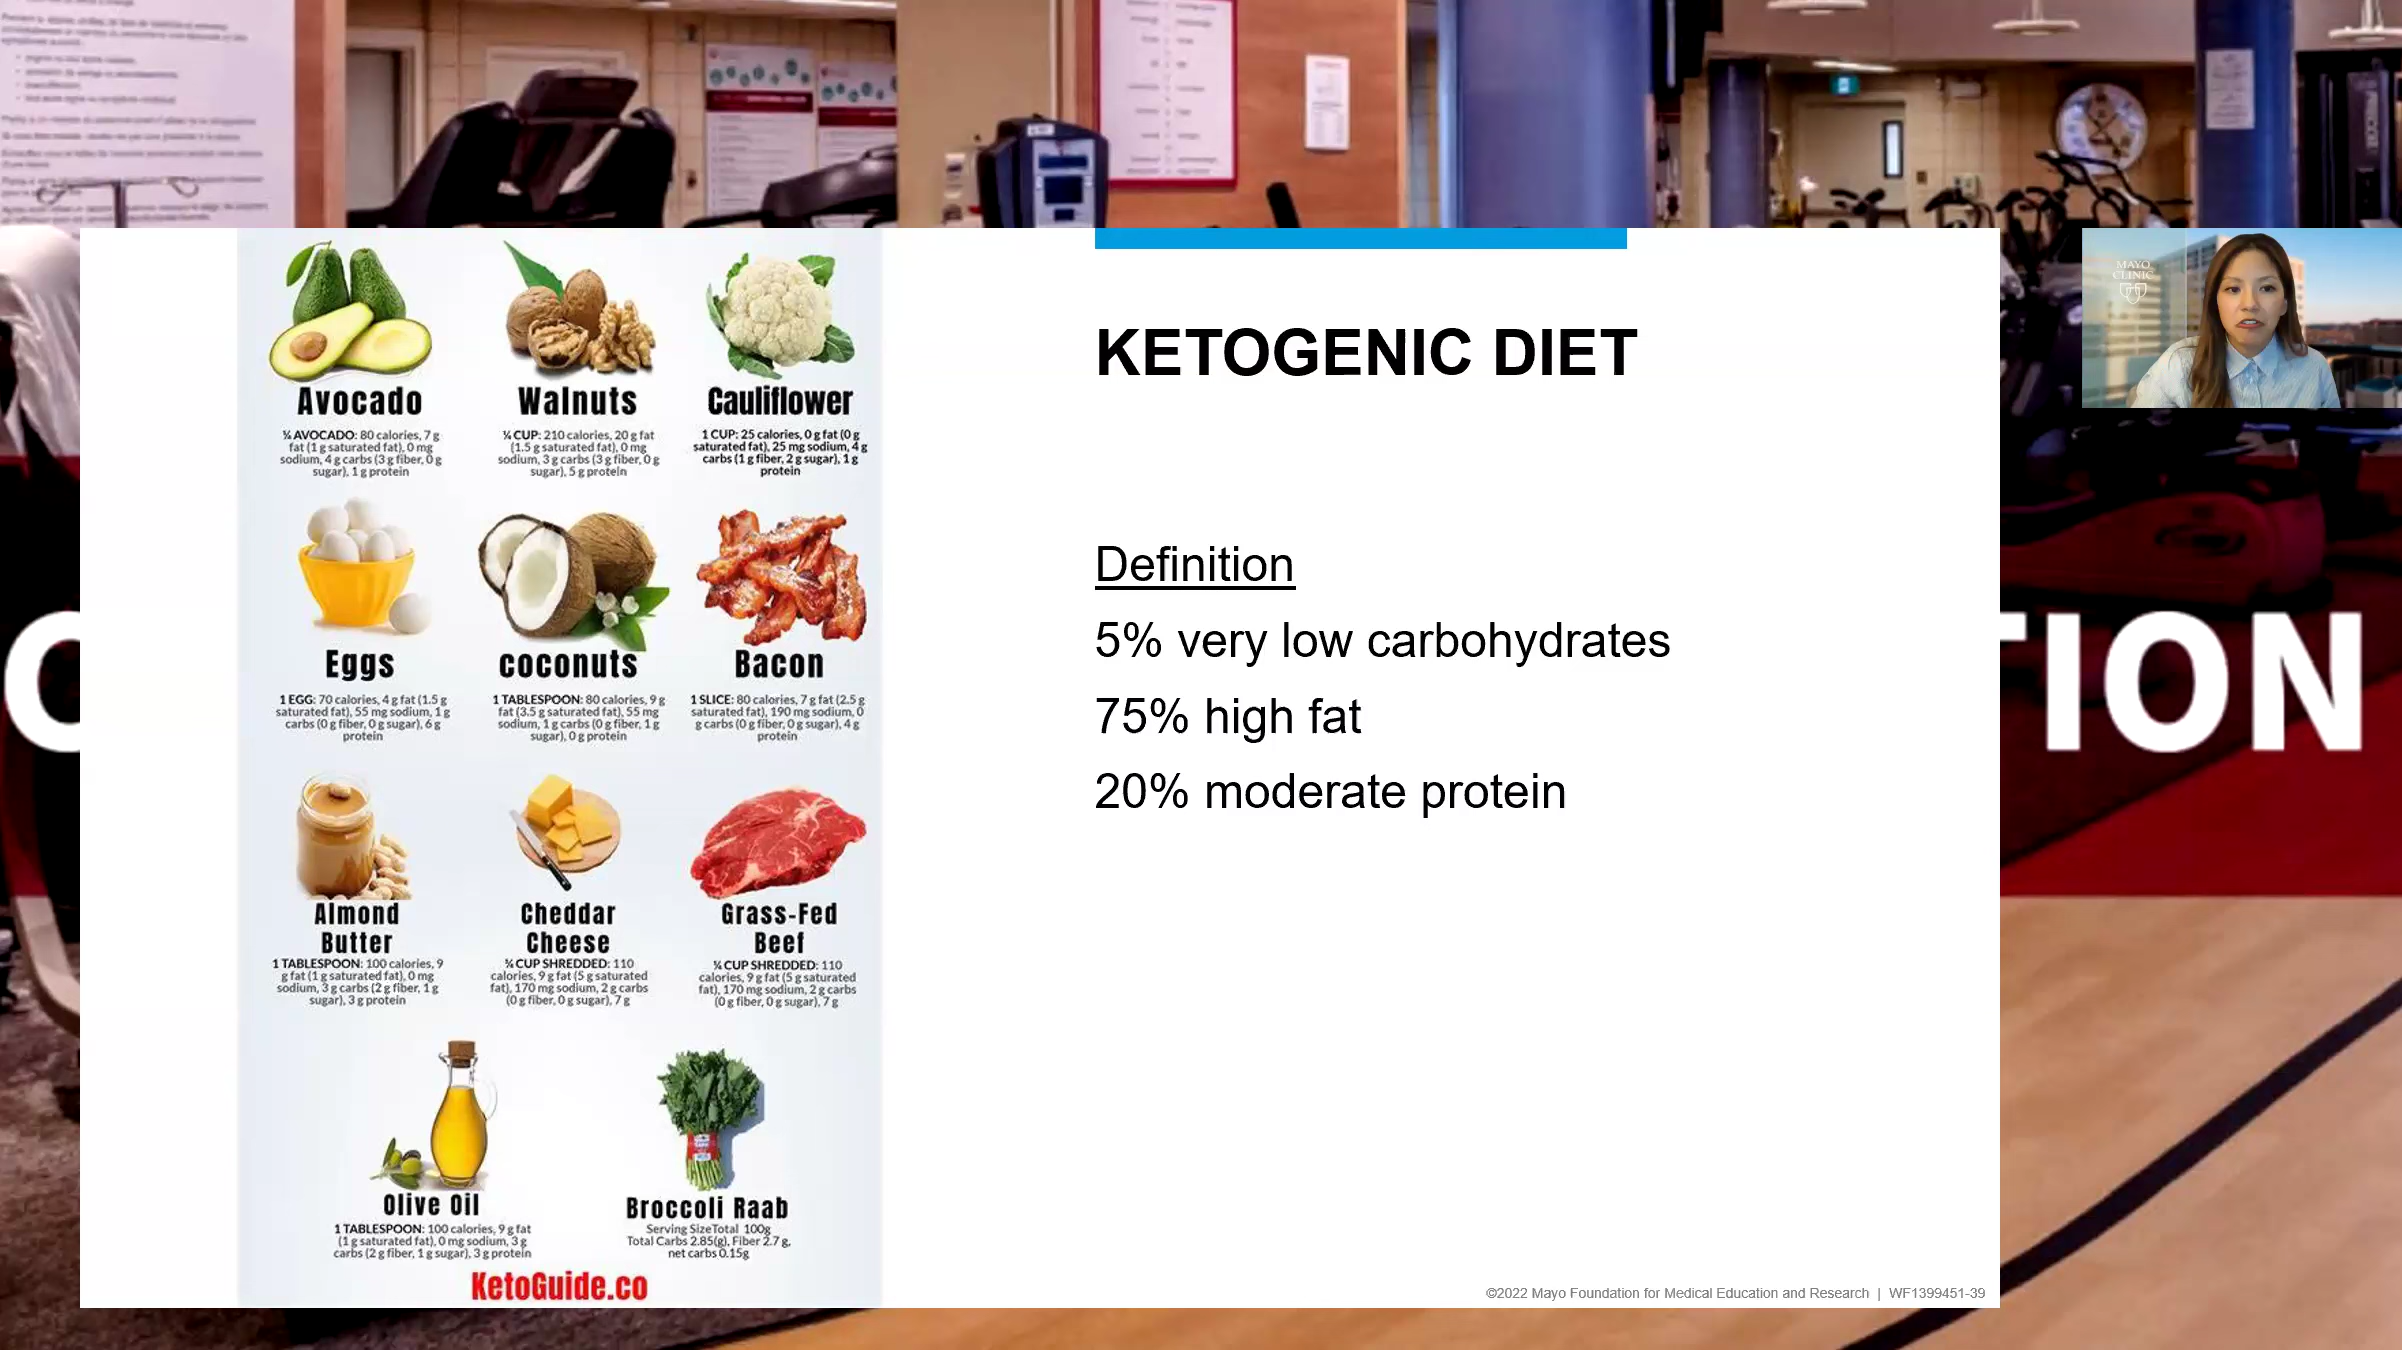 Avocado
¼ AVOCADO: 80 calories, 7 g
fat (1 g saturated fat), 0 mg
sodium, 4 g carbs (3 g fiber, 0 g
sugar), 1 g protein
Walnuts
¼ CUP: 210 calories, 20 g fat
(1.5 g saturated fat), 0 mg
sodium, 3 g carbs (3 g fiber, 0 g
sugar), 5 g protein
Cauliflower
1 CUP: 25 calories, 0 g fat (0 g
saturated fat), 25 mg sodium, 4 g
carbs (1 g fiber, 2 g sugar), 1 g
protein
Eggs
1 EGG: 70 calories, 4 g fat (1.5 g
saturated fat), 55 mg sodium, 1 g
carbs (0 g fiber, 0 g sugar), 6 g
protein
coconuts
1 TABLESPOON: 80 calories, 9 g
fat (3.5 g saturated fat), 55 mg
sodium, 1 g carbs (0 g fiber, 1 g
sugar), 0 g protein
Bacon
1 SLICE: 80 calories, 7 g fat (2.5 g
saturated fat), 190 mg sodium, 0
g carbs (0 g fiber, 0 g sugar), 4 g
protein
Almond
Butter
1 TABLESPOON: 100 calories, 9
g fat (1 g saturated fat), 0 mg
sodium, 3 g carbs (2 g fiber, 1 g
sugar), 3 g protein
Cheddar
Cheese
¼ CUP SHREDDED: 110
calories, 9 g fat (5 g saturated
fat), 170 mg sodium, 2 g carbs
(0 g fiber, 0 g sugar), 7 g
Grass-Fed
Beef
¼ CUP SHREDDED: 110
calories, 9 g fat (5 g saturated
fat), 170 mg sodium, 2 g carbs
(0 g fiber, 0 g sugar), 7 g
Olive Oil
1 TABLESPOON: 100 calories, 9 g fat
(1 g saturated fat), 0 mg sodium, 3 g
carbs (2 g fiber, 1 g sugar), 3 g protein
Broccoli Raab
Serving SizeTotal 100g
Total Carbs 2.85(g), Fiber 2.7 g,
net carbs 0.15g
KetoGuide.co
KETOGENIC DIET
Definition
5% very low carbohydrates
75% high fat
20% moderate protein
©2022 Mayo Foundation for Medical Education and Research | WF1399451-39
MAYO
CLINIC
TION